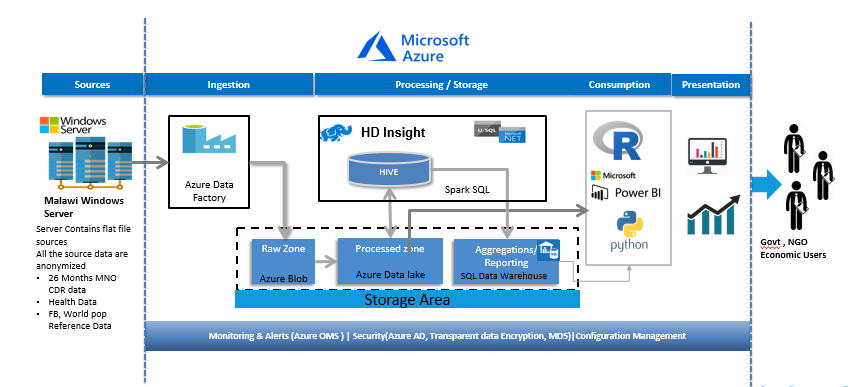 Microsoft
Azure
Sources
Ingestion
Processing / Storage
Consumption
Presentation
Windows
Server
Malawi Windows
Server
Server Contains flat file
sources
All the source data are
anonymized
• 26 Months MNO
CDR data
• Health Data
• FB, World pop
Reference Data
Azure Data
Factory
HD Insight
U-SQL
.NET
HIVE
Spark SQL
Raw Zone
Azure Blob
Processed zone
Azure Data lake
Aggregations/
Reporting
SQL Data Warehouse
Storage Area
R
Microsoft
Power BI
python
Govt , NGO
Economic Users
Monitoring & Alerts (Azure OMS ) | Security(Azure AD, Transparent data Encryption, MD5)|Configuration Management